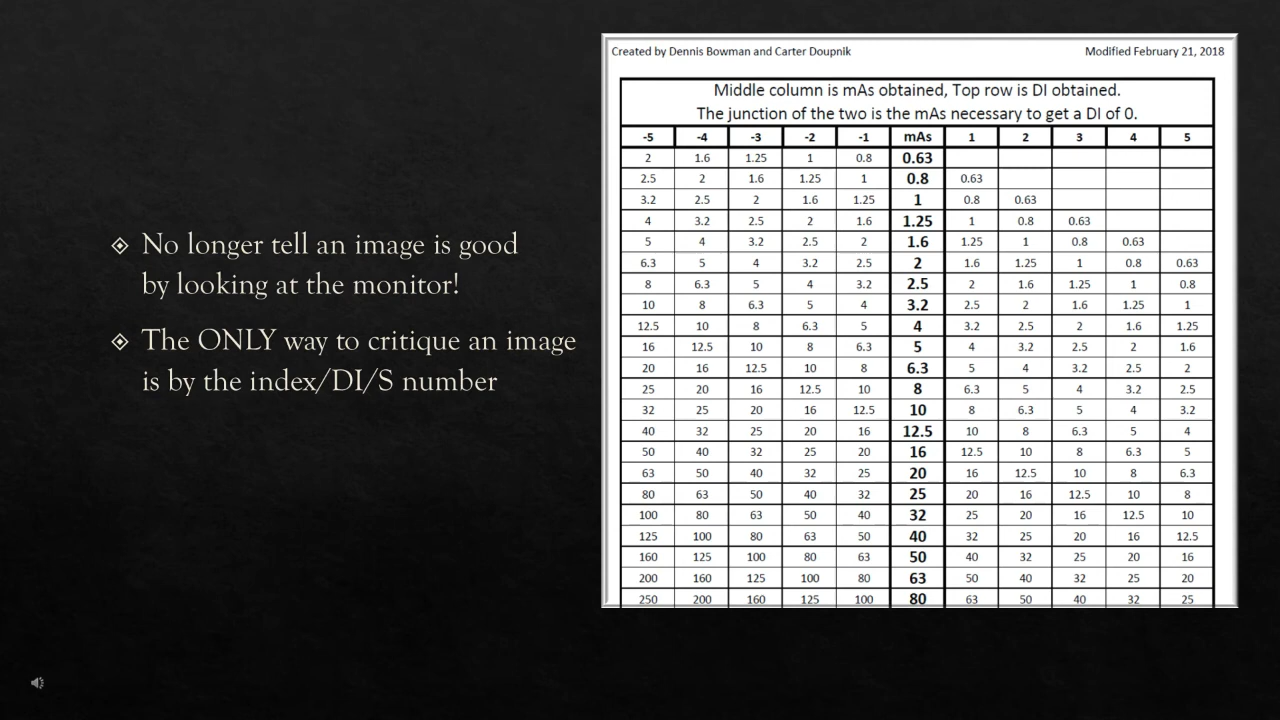 No longer tell an image is good
by looking at the monitor!
The ONLY way to critique an image
is by the index/DI/S number
Created by Dennis Bowman and Carter Doupnik Modified February 21, 2018
Middle column is mAs obtained, Top row is DI obtained.
The junction of the two is the mAs necessary to get a DI of 0.
-5 -4 -3 -2 -1 mAs 1 2 3 4 5
2 1.6 1.25 1 0.8 0.63
2.5 2 1.6 1.25 1 0.8 0.63
3.2 2.5 2 1.6 1.25 1 0.8 0.63
4 3.2 2.5 2 1.6 1.25 1 0.8 0.63
5 4 3.2 2.5 2 1.6 1.25 1 0.8 0.63
6.3 5 4 3.2 2.5 2 1.6 1.25 1 0.8 0.63
8 6.3 5 4 3.2 2.5 2 1.6 1.25 1 0.8
10 8 6.3 5 4 3.2 2.5 2 1.6 1.25 1
12.5 10 8 6.3 5 4 3.2 2.5 2 1.6 1.25
16 12.5 10 8 6.3 5 4 3.2 2.5 2 1.6
20 16 12.5 10 8 6.3 5 4 3.2 2.5 2
25 20 16 12.5 10 8 6.3 5 4 3.2 2.5
32 25 20 16 12.5 10 8 6.3 5 4 3.2
40 32 25 20 16 12.5 10 8 6.3 5 4
50 40 32 25 20 16 12.5 10 8 6.3 5
63 50 40 32 25 20 16 12.5 10 8 6.3
80 63 50 40 32 25 20 16 12.5 10 8
100 80 63 50 40 32 25 20 16 12.5 10
125 100 80 63 50 40 32 25 20 16 12.5
160 125 100 80 63 50 40 32 25 20 16
200 160 125 100 80 63 50 40 32 25 20
250 200 160 125 100 80 63 50 40 32 25